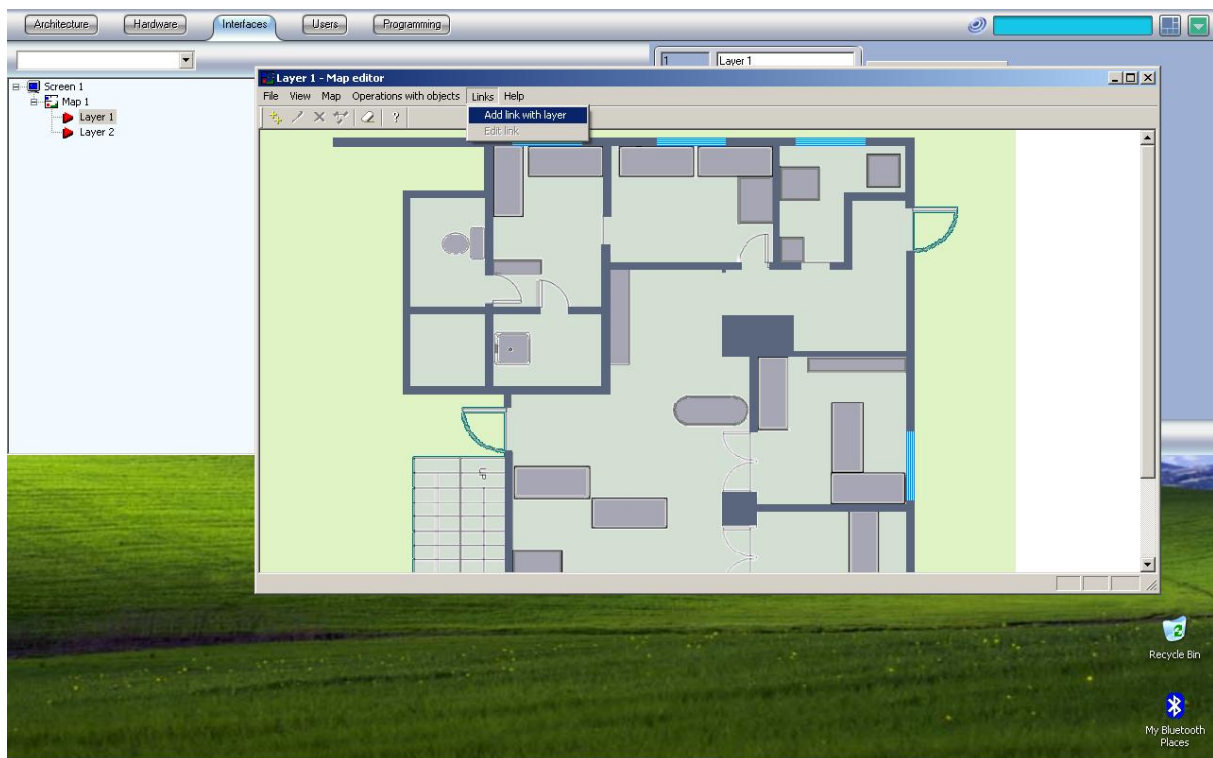 Architecture Hardware Interfaces Users Programming
1 Layer 1
Screen 1
Map 1
Layer 1
Layer 2
Layer 1 - Map editor
File View Map Operations with objects Links Help
Add link with layer
Edit link
?
Recycle Bin
My Bluetooth
Places